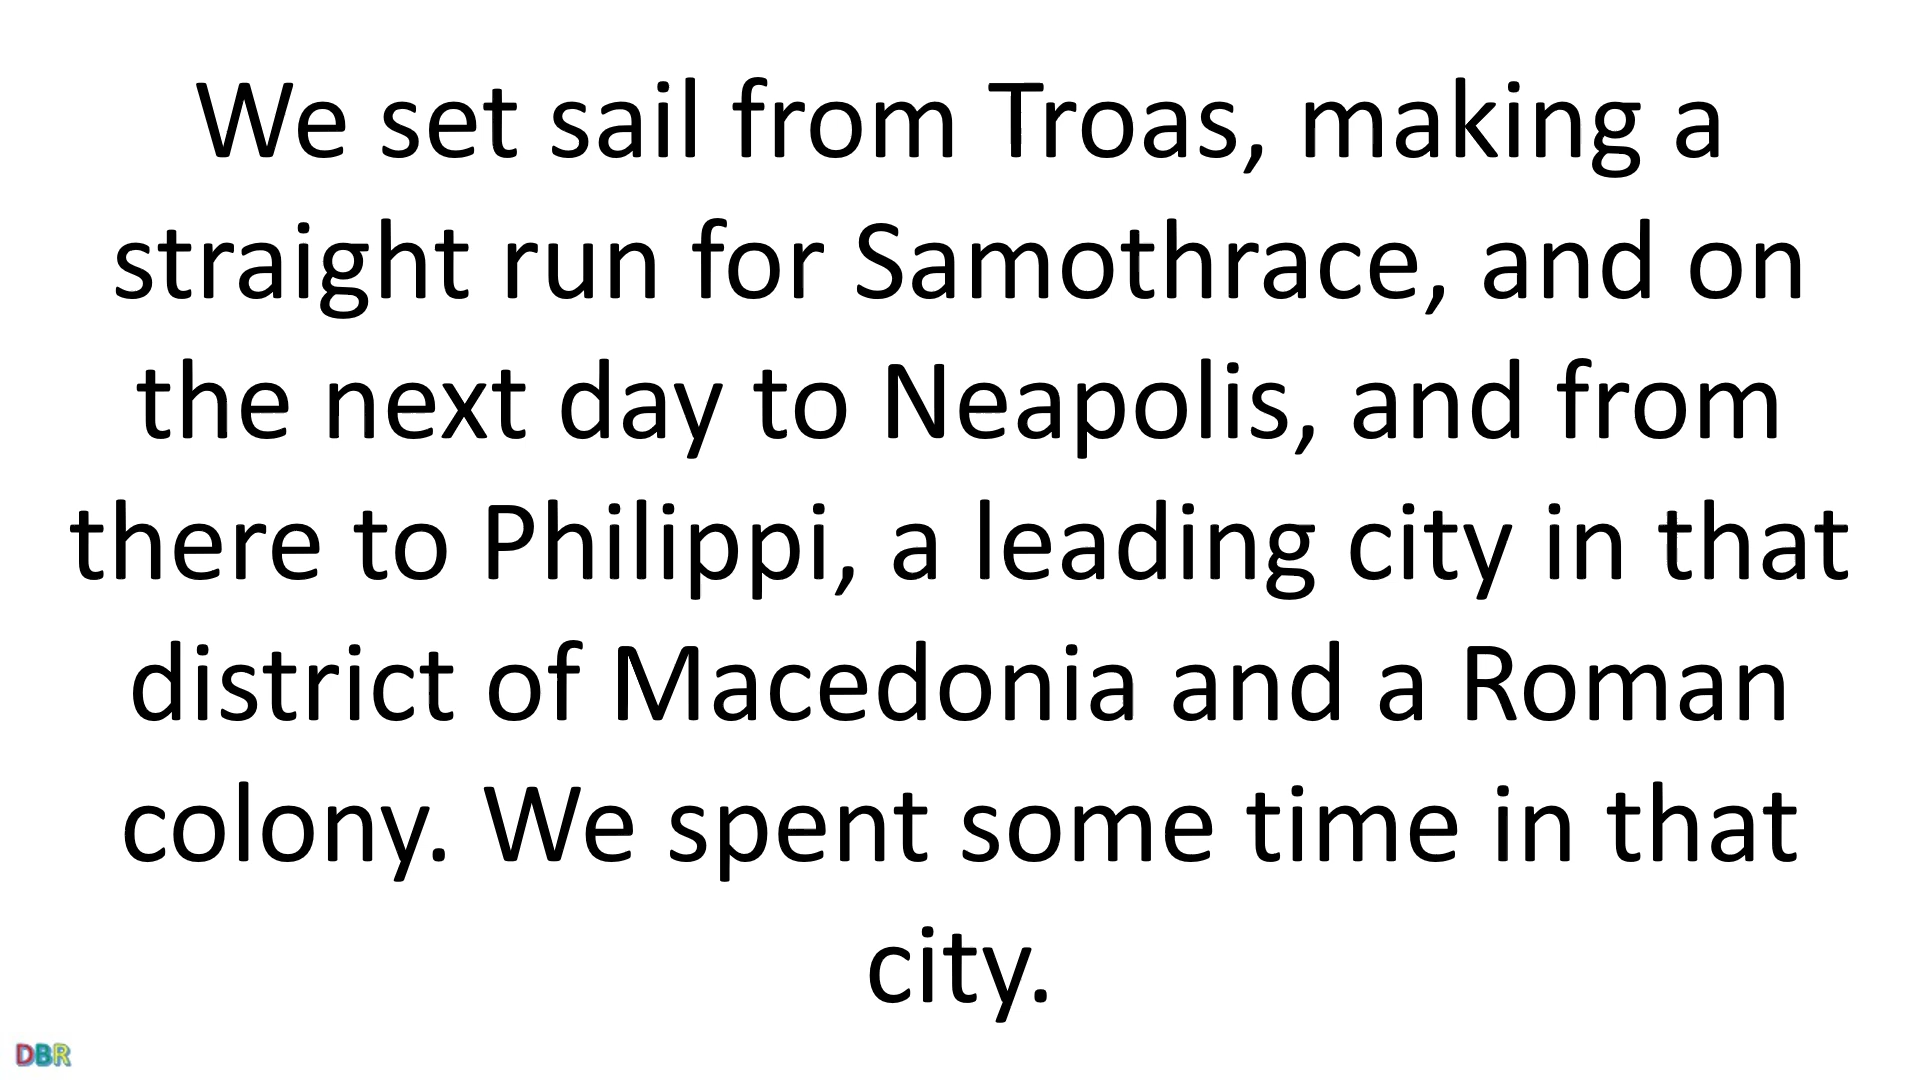 We set sail from Troas, making a
straight run for Samothrace, and on
the next day to Neapolis, and from
there to Philippi, a leading city in that
district of Macedonia and a Roman
colony. We spent some time in that
city.
DBR